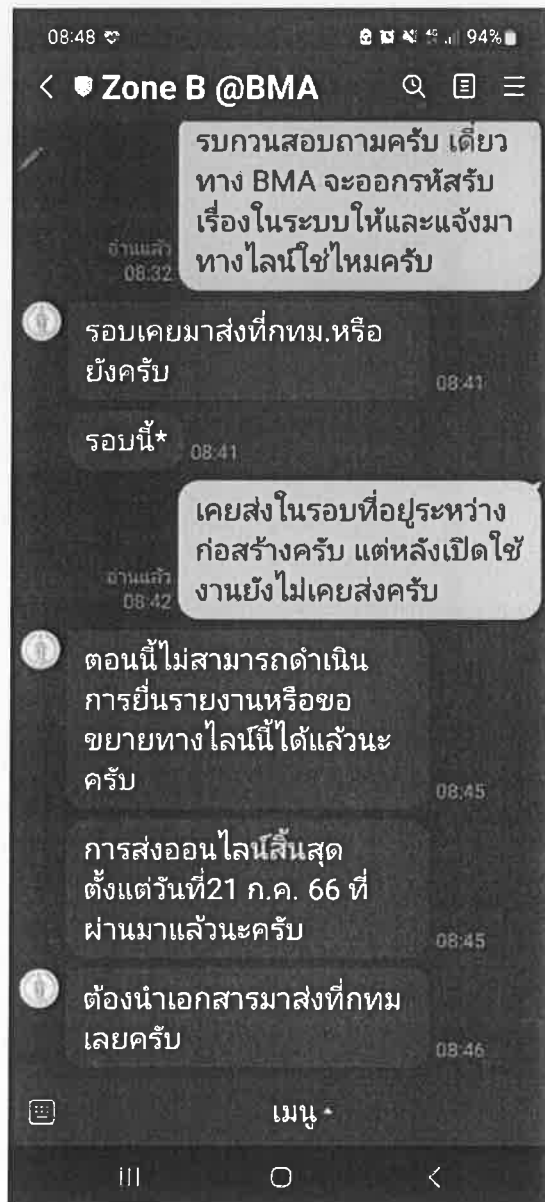 08:48
94%
Zone B @BMA
รบกวนสอบถามครับ เดี๋ยว
ทาง BMA จะออกรหัสรับ
เรื่องในระบบให้และแจ้งมา
ทางไลน์ใช่ไหมครับ
อ่านแล้ว
08:32
รอบเคยมาส่งที่กทม.หรือ
ยังครับ
08:41
รอบนี้*
08:41
เคยส่งในรอบที่อยู่ระหว่าง
ก่อสร้างครับ แต่หลังเปิดใช้
งานยังไม่เคยส่งครับ
อ่านแล้ว
08:42
ตอนนี้ไม่สามารถดำเนิน
การยื่นรายงานหรือขอ
ขยายทางไลน์นี้ได้แล้วนะ
ครับ
08:45
การส่งออนไลน์สิ้นสุด
ตั้งแต่วันที่21 ก.ค. 66 ที่
ผ่านมาแล้วนะครับ
08:45
ต้องนำเอกสารมาส่งที่กทม
เลยครับ
08:46
เมนู